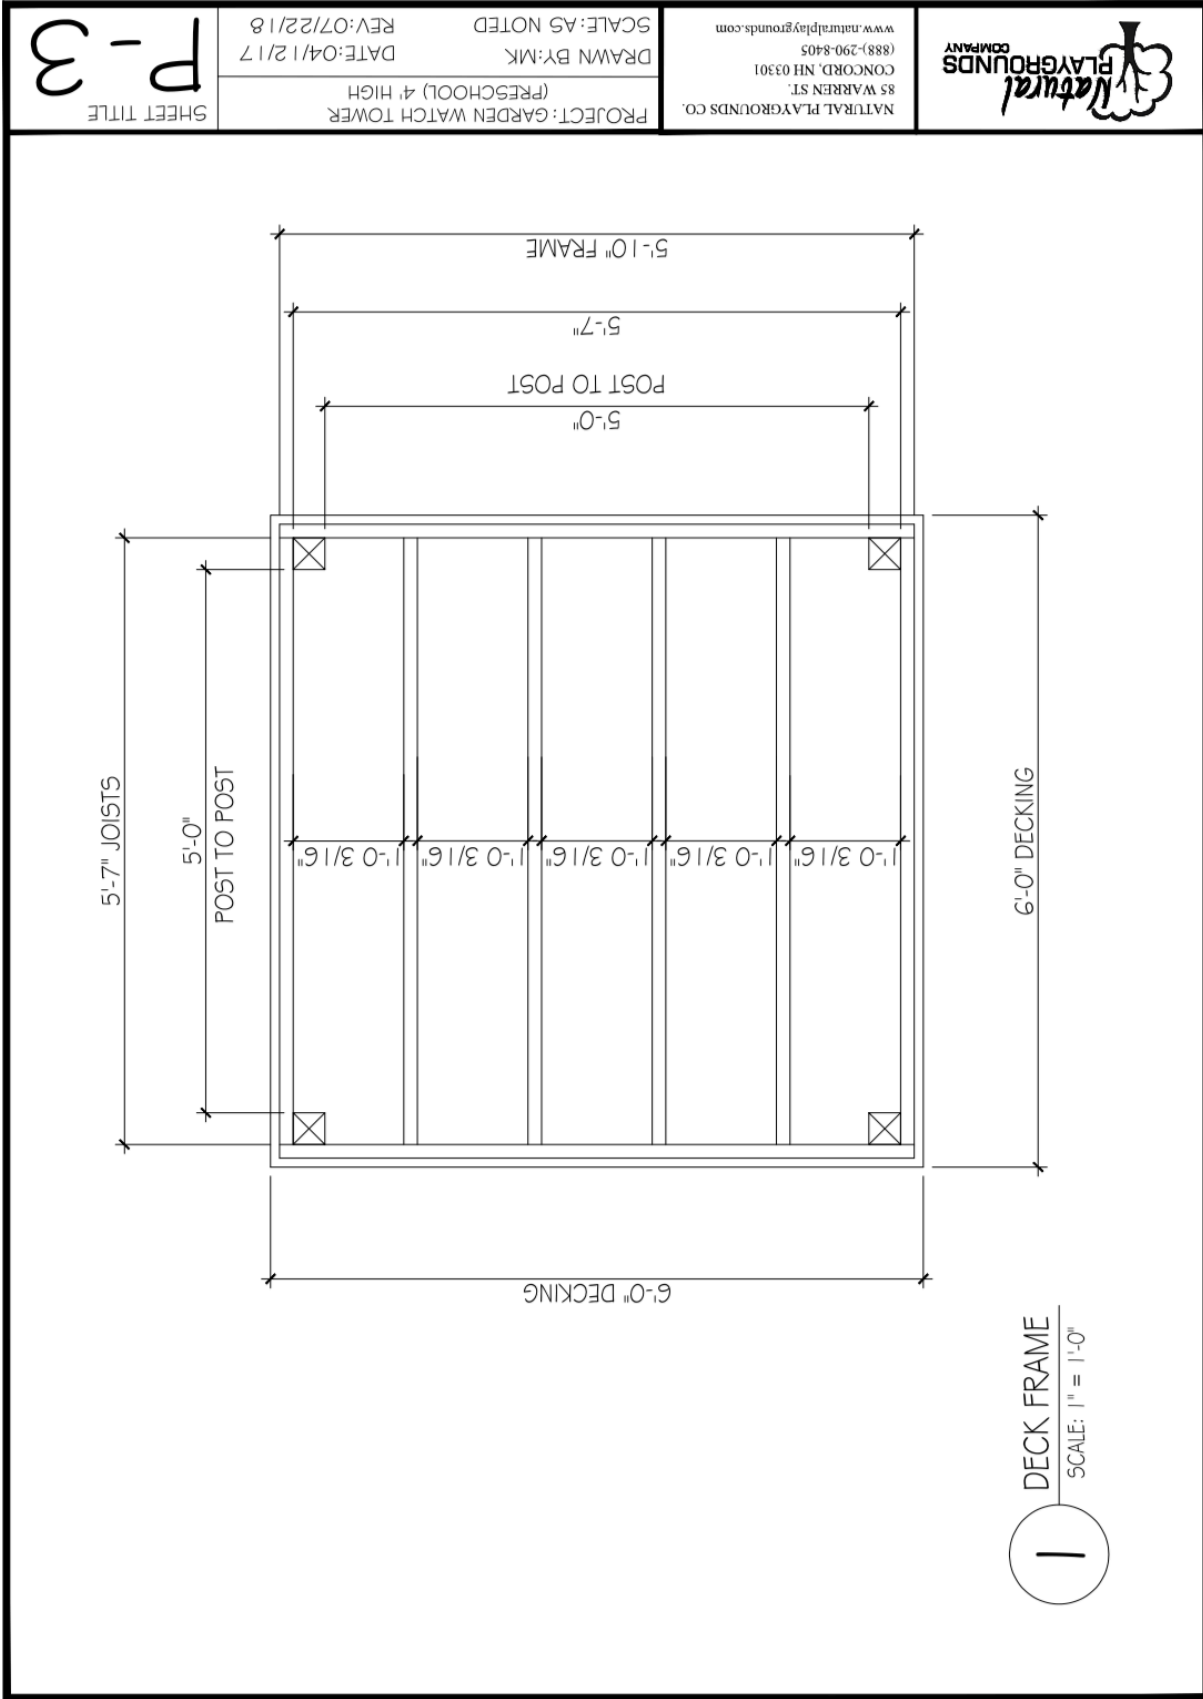 SHEET TITLE
P-3
PROJECT: GARDEN WATCH TOWER
(PRESCHOOL) 4' HIGH
DRAWN BY:MK
DATE:04/12/17
SCALE:AS NOTED
REV:07/22/18
NATURAL PLAYGROUNDS CO.
85 WARREN ST.
CONCORD, NH 03301
(888)-290-8405
www.naturalplaygrounds.com
Natural
PLAYGROUNDS
COMPANY
5'-10" FRAME
5'-7"
POST TO POST
5'-0"
5'-7" JOISTS
5'-0"
POST TO POST
1'-0 3/16"
1'-0 3/16"
1'-0 3/16"
1'-0 3/16"
1'-0 3/16"
6'-0" DECKING
6'-0" DECKING
1
DECK FRAME
SCALE: 1" = 1'-0"